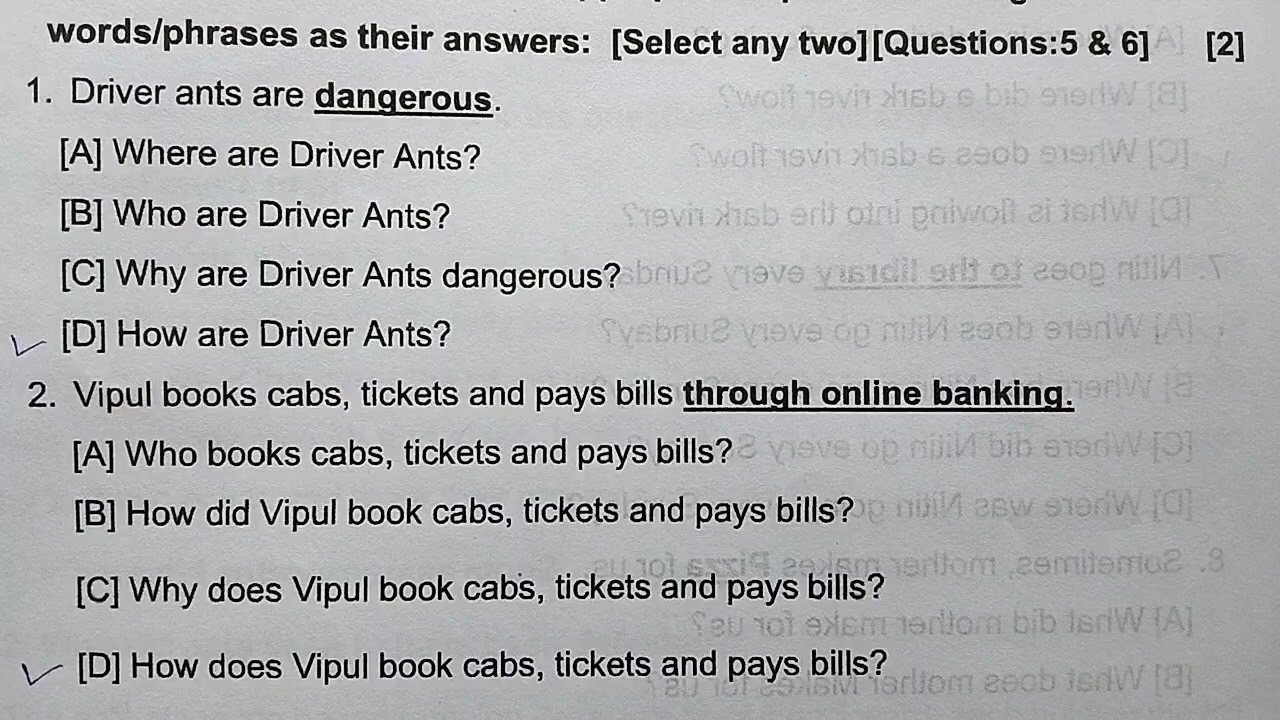 words/phrases as their answers: [Select any two][Questions:5 & 6] [2]
1. Driver ants are dangerous.
[A] Where are Driver Ants?
[B] Who are Driver Ants?
[C] Why are Driver Ants dangerous?
[D] How are Driver Ants?
2. Vipul books cabs, tickets and pays bills through online banking.
[A] Who books cabs, tickets and pays bills?
[B] How did Vipul book cabs, tickets and pays bills?
[C] Why does Vipul book cabs, tickets and pays bills?
[D] How does Vipul book cabs, tickets and pays bills?